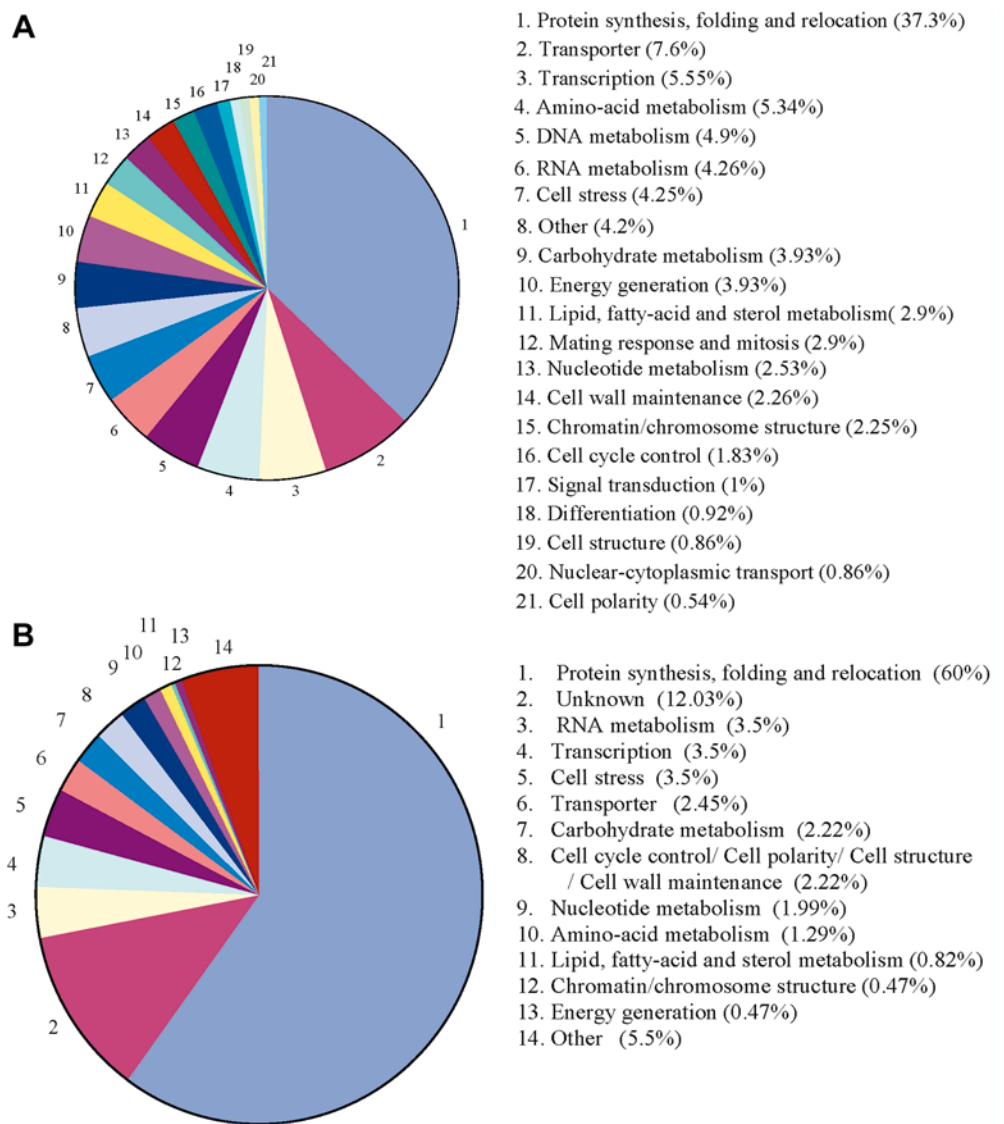 A
1. Protein synthesis, folding and relocation (37.3%)
2. Transporter (7.6%)
3. Transcription (5.55%)
4. Amino-acid metabolism (5.34%)
5. DNA metabolism (4.9%)
6. RNA metabolism (4.26%)
7. Cell stress (4.25%)
8. Other (4.2%)
9. Carbohydrate metabolism (3.93%)
10. Energy generation (3.93%)
11. Lipid, fatty-acid and sterol metabolism( 2.9%)
12. Mating response and mitosis (2.9%)
13. Nucleotide metabolism (2.53%)
14. Cell wall maintenance (2.26%)
15. Chromatin/chromosome structure (2.25%)
16. Cell cycle control (1.83%)
17. Signal transduction (1%)
18. Differentiation (0.92%)
19. Cell structure (0.86%)
20. Nuclear-cytoplasmic transport (0.86%)
21. Cell polarity (0.54%)
1
2
3
4
5
6
7
8
9
10
11
12
13
14
15
16
17
18
19
20
21
B
1. Protein synthesis, folding and relocation (60%)
2. Unknown (12.03%)
3. RNA metabolism (3.5%)
4. Transcription (3.5%)
5. Cell stress (3.5%)
6. Transporter (2.45%)
7. Carbohydrate metabolism (2.22%)
8. Cell cycle control/ Cell polarity/ Cell structure
/ Cell wall maintenance (2.22%)
9. Nucleotide metabolism (1.99%)
10. Amino-acid metabolism (1.29%)
11. Lipid, fatty-acid and sterol metabolism (0.82%)
12. Chromatin/chromosome structure (0.47%)
13. Energy generation (0.47%)
14. Other (5.5%)
1
2
3
4
5
6
7
8
9
10
11
12
13
14